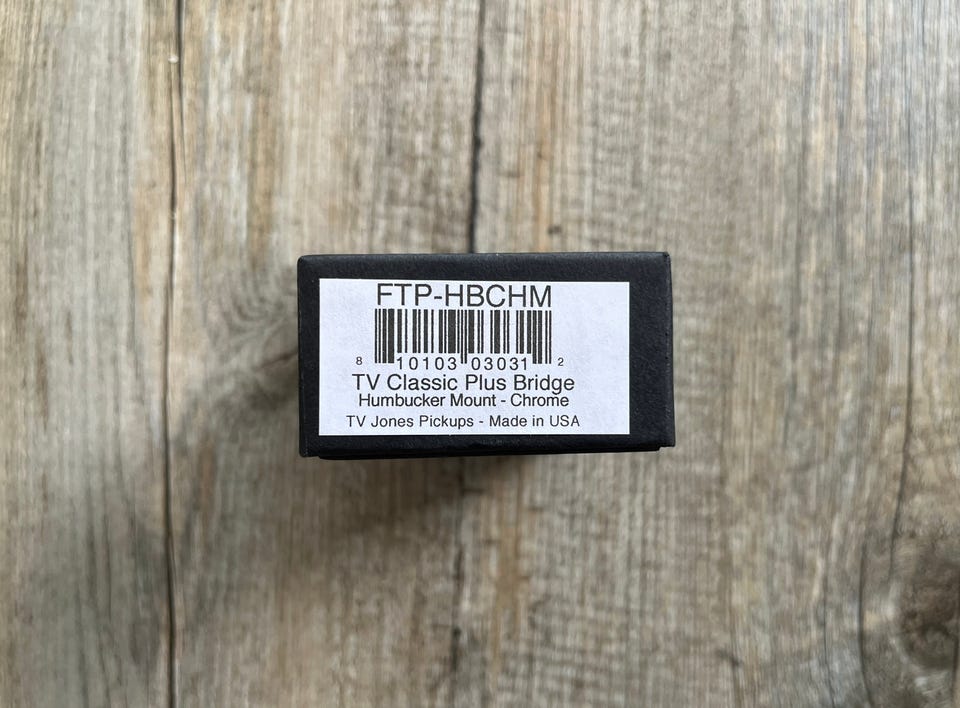 FTP-HBCHM
8 10103 03031 2
TV Classic Plus Bridge
Humbucker Mount - Chrome
TV Jones Pickups - Made in USA